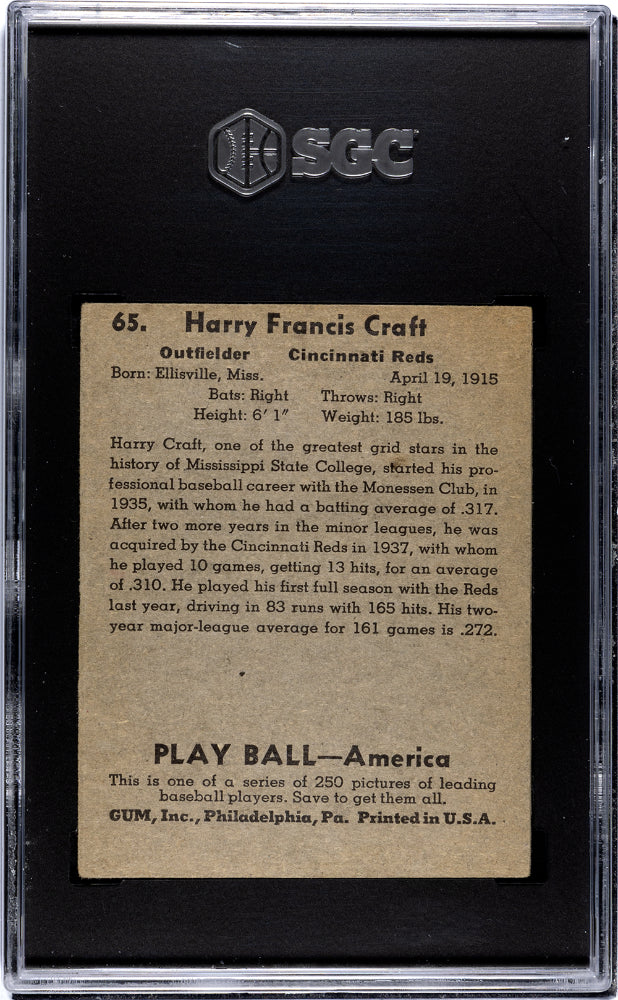 SGC
65. Harry Francis Craft
Outfielder Cincinnati Reds
Born: Ellisville, Miss. April 19, 1915
Bats: Right Throws: Right
Height: 6' 1" Weight: 185 lbs.
Harry Craft, one of the greatest grid stars in the
history of Mississippi State College, started his pro-
fessional baseball career with the Monessen Club, in
1935, with whom he had a batting average of .317.
After two more years in the minor leagues, he was
acquired by the Cincinnati Reds in 1937, with whom
he played 10 games, getting 13 hits, for an average
of .310. He played his first full season with the Reds
last year, driving in 83 runs with 165 hits. His two-
year major-league average for 161 games is .272.
PLAY BALL—America
This is one of a series of 250 pictures of leading
baseball players. Save to get them all.
GUM, Inc., Philadelphia, Pa. Printed in U.S.A.